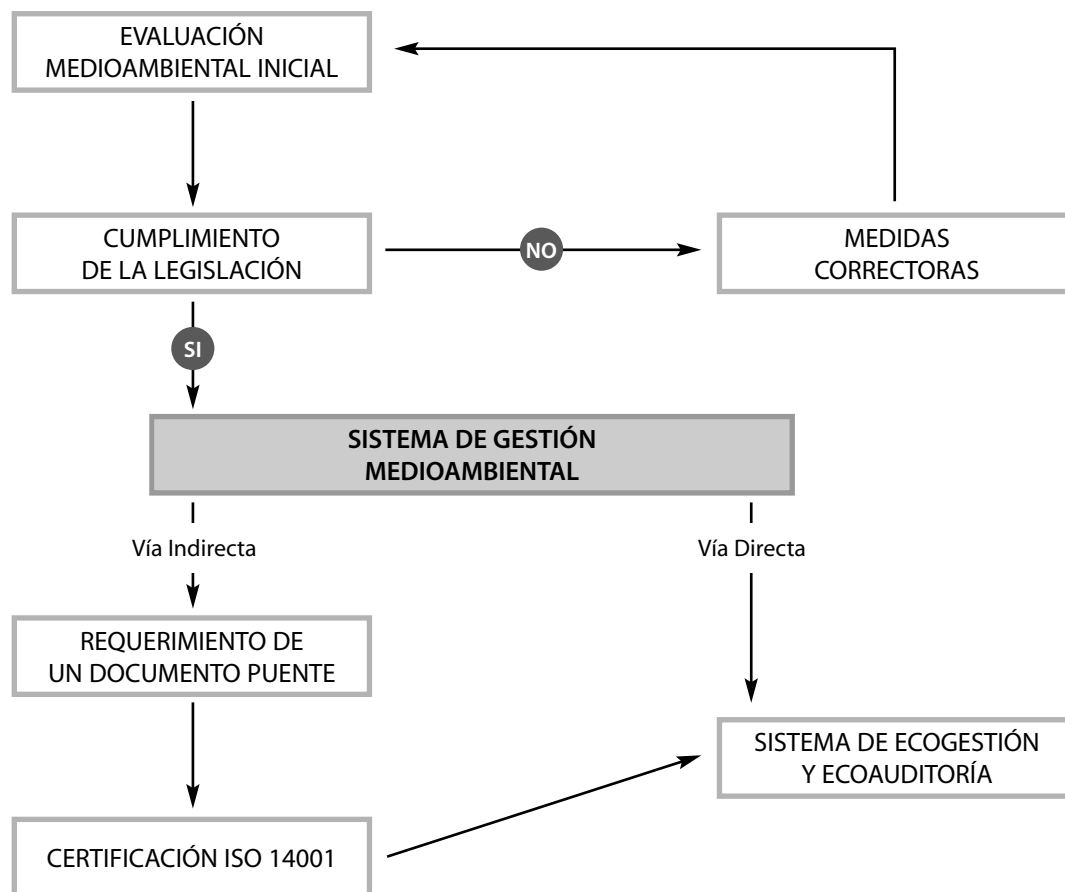 EVALUACIÓN
MEDIOAMBIENTAL INICIAL
CUMPLIMIENTO
DE LA LEGISLACIÓN
NO
MEDIDAS
CORRECTORAS
SI
SISTEMA DE GESTIÓN
MEDIOAMBIENTAL
Vía Indirecta
Vía Directa
REQUERIMIENTO DE
UN DOCUMENTO PUENTE
SISTEMA DE ECOGESTIÓN
Y ECOAUDITORÍA
CERTIFICACIÓN ISO 14001